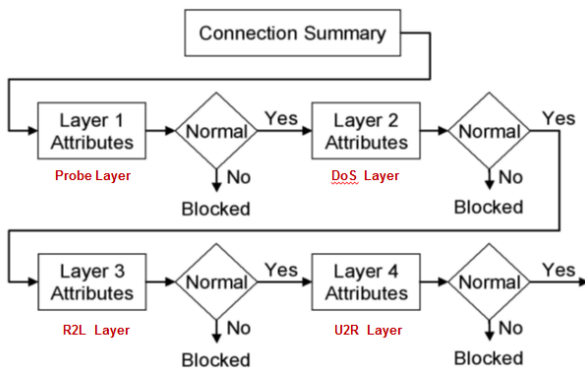 Connection Summary
Layer 1
Attributes
Normal
Yes
Layer 2
Attributes
Normal
Yes
Probe Layer
No
DoS Layer
No
Blocked
Blocked
Layer 3
Attributes
Normal
Yes
Layer 4
Attributes
Normal
Yes
R2L Layer
No
U2R Layer
No
Blocked
Blocked